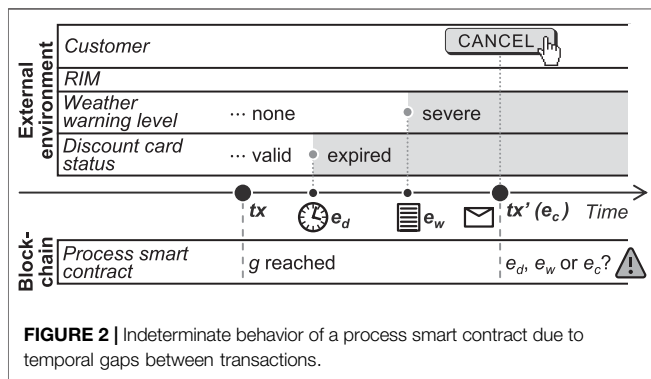 External
environment
Customer
CANCEL
RIM
Weather
warning level
··· none
severe
Discount card
status
··· valid
expired
tx
e_d
e_w
tx' (e_c)
Time
Block-
chain
Process smart
contract
g reached
e_d, e_w or e_c?
FIGURE 2 | Indeterminate behavior of a process smart contract due to
temporal gaps between transactions.